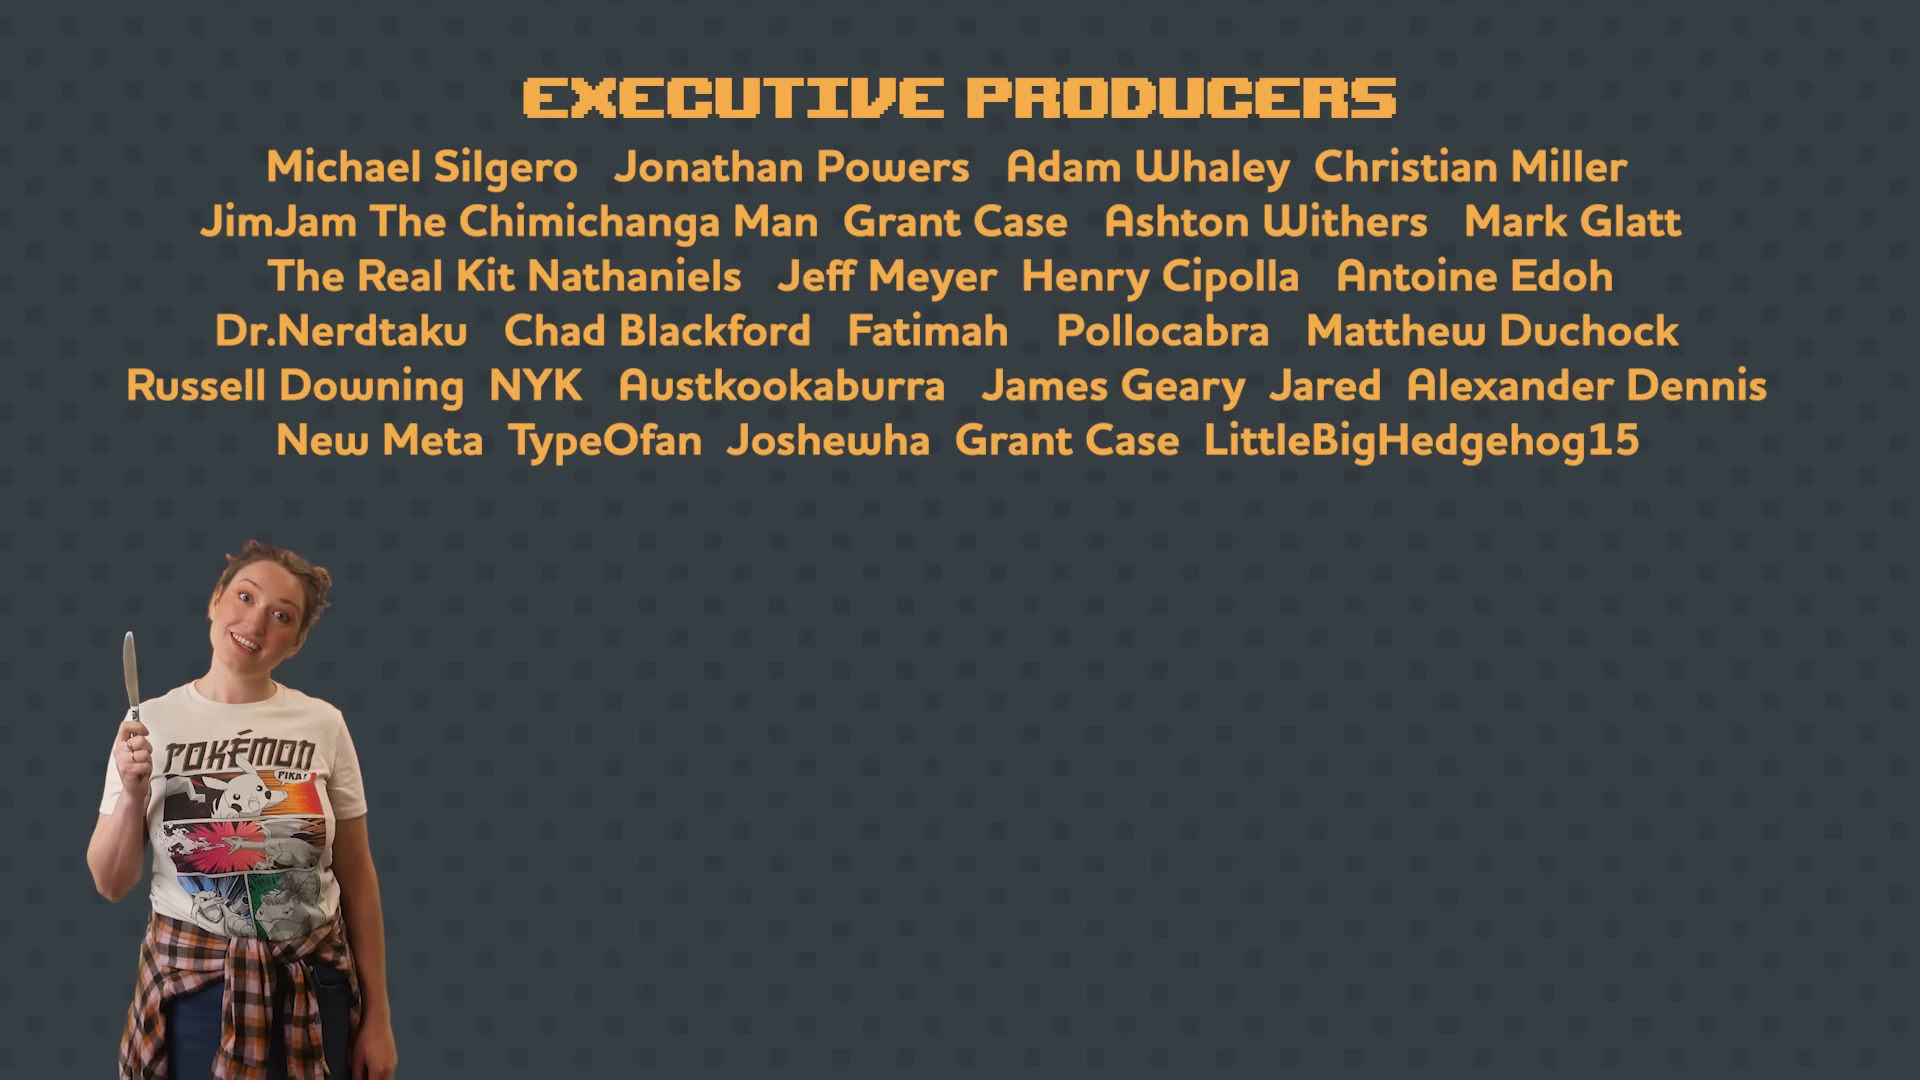 EXECUTIVE PRODUCERS
Michael Silgero Jonathan Powers Adam Whaley Christian Miller
JimJam The Chimichanga Man Grant Case Ashton Withers Mark Glatt
The Real Kit Nathaniels Jeff Meyer Henry Cipolla Antoine Edoh
Dr.Nerdtaku Chad Blackford Fatimah Pollocabra Matthew Duchock
Russell Downing NYK Austkookaburra James Geary Jared Alexander Dennis
New Meta TypeOfan Joshewha Grant Case LittleBigHedgehog15
POKÉMON
PIKA!